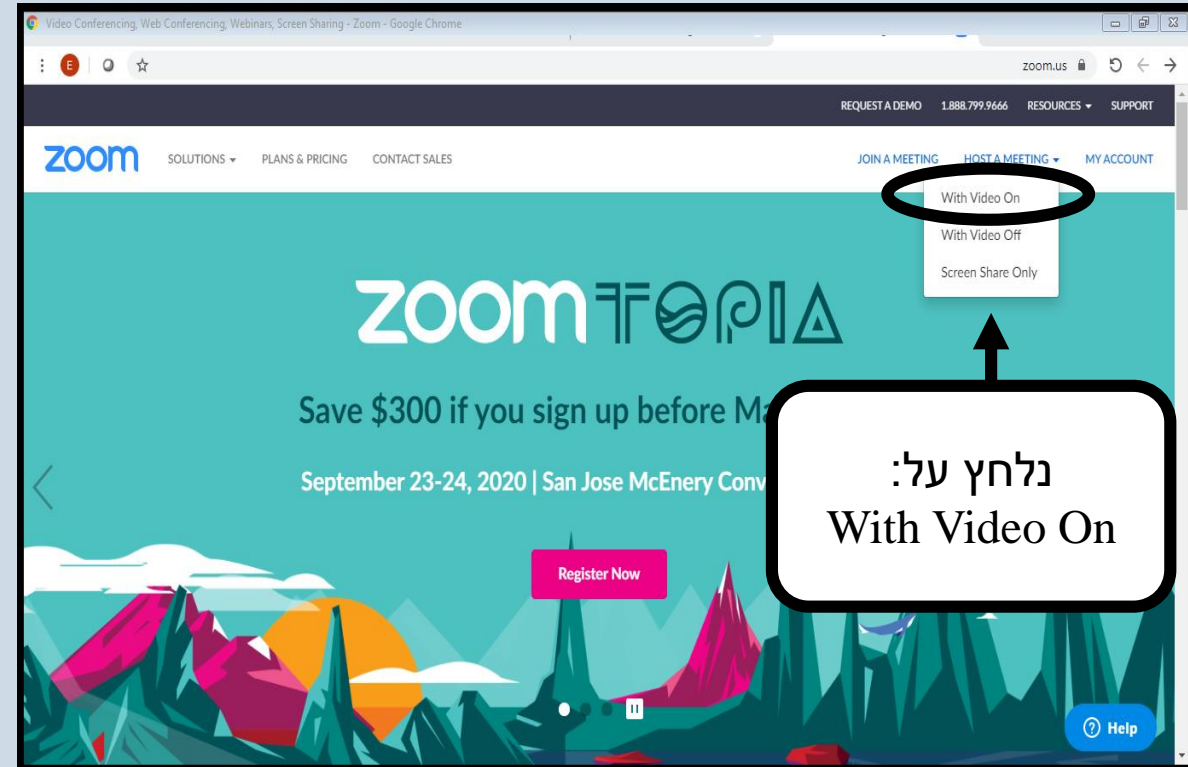 Video Conferencing, Web Conferencing, Webinars, Screen Sharing - Zoom - Google Chrome
E
zoom.us
REQUEST A DEMO 1.888.799.9666 RESOURCES SUPPORT
zoom SOLUTIONS PLANS & PRICING CONTACT SALES JOIN A MEETING HOST A MEETING MY ACCOUNT
With Video On
With Video Off
Screen Share Only
zoomTOPIA
Save $300 if you sign up before
September 23-24, 2020 | San Jose McEnery
Register Now
נלחץ על:
With Video On
Help